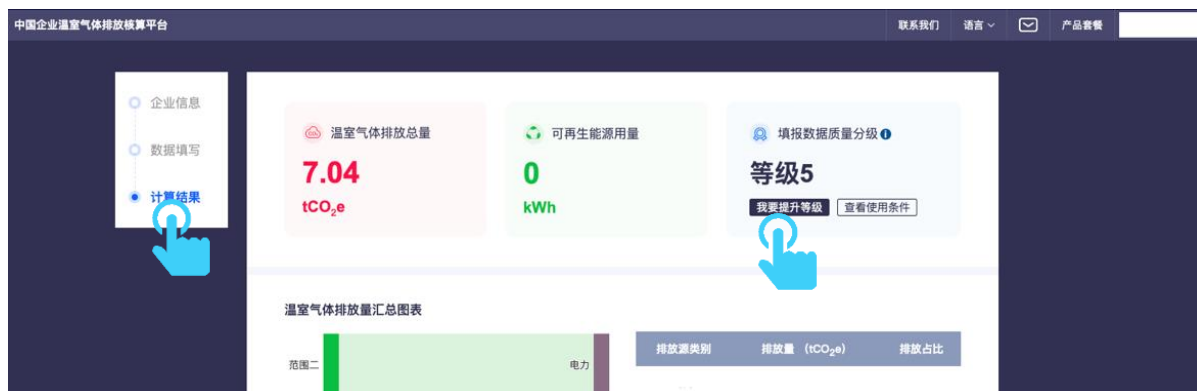 中国企业温室气体排放核算平台
联系我们
语言
产品套餐
企业信息
数据填写
计算结果
温室气体排放总量
7.04
tCO₂e
可再生能源用量
0
kWh
填报数据质量分级
等级5
我要提升等级
查看使用条件
温室气体排放量汇总图表
范围二
电力
排放源类别 排放量 (tCO₂e) 排放占比